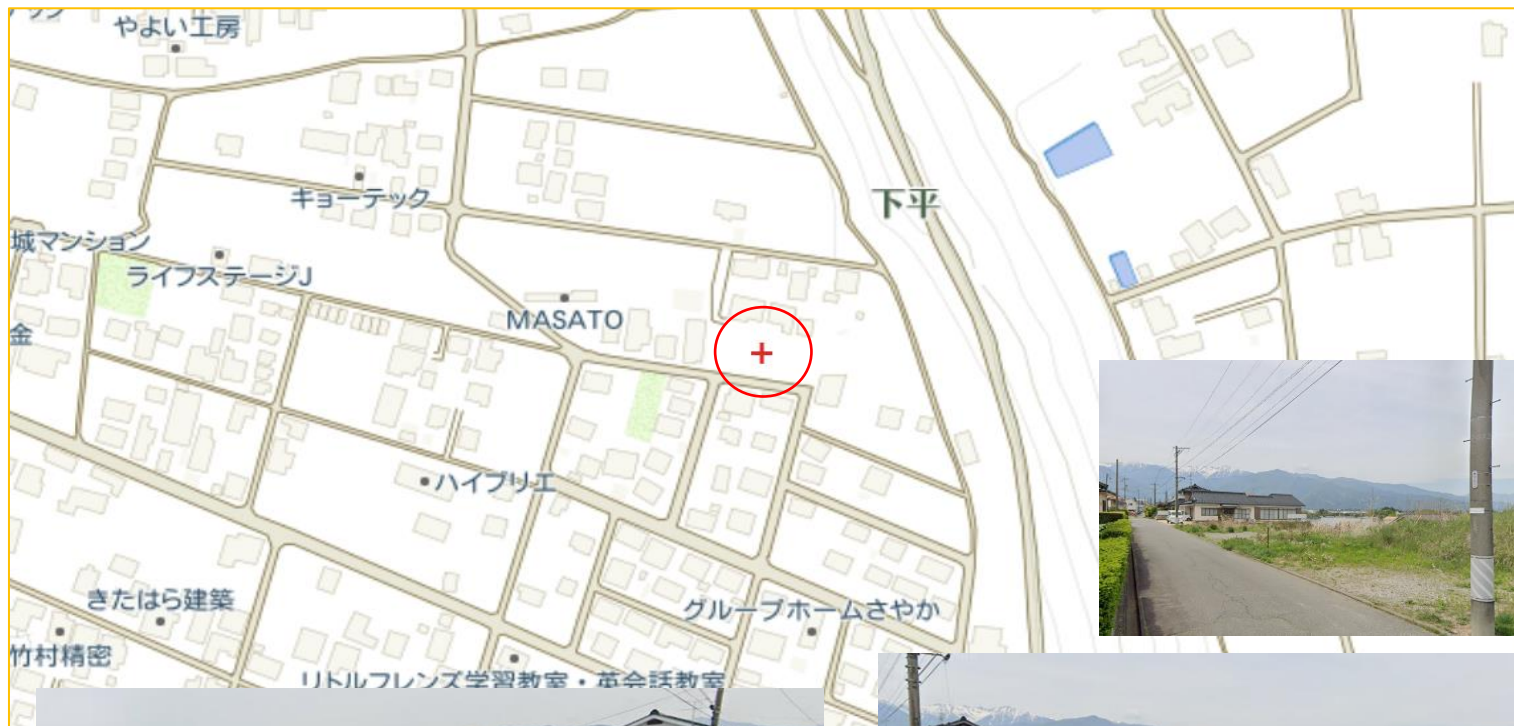 やよい工房
キョーテック
下平
城マンション
ライフステージJ
MASATO
金
ハイブリエ
きたはら建築
グループホームさやか
竹村精密
リトルフレンズ学習教室・英会話教室